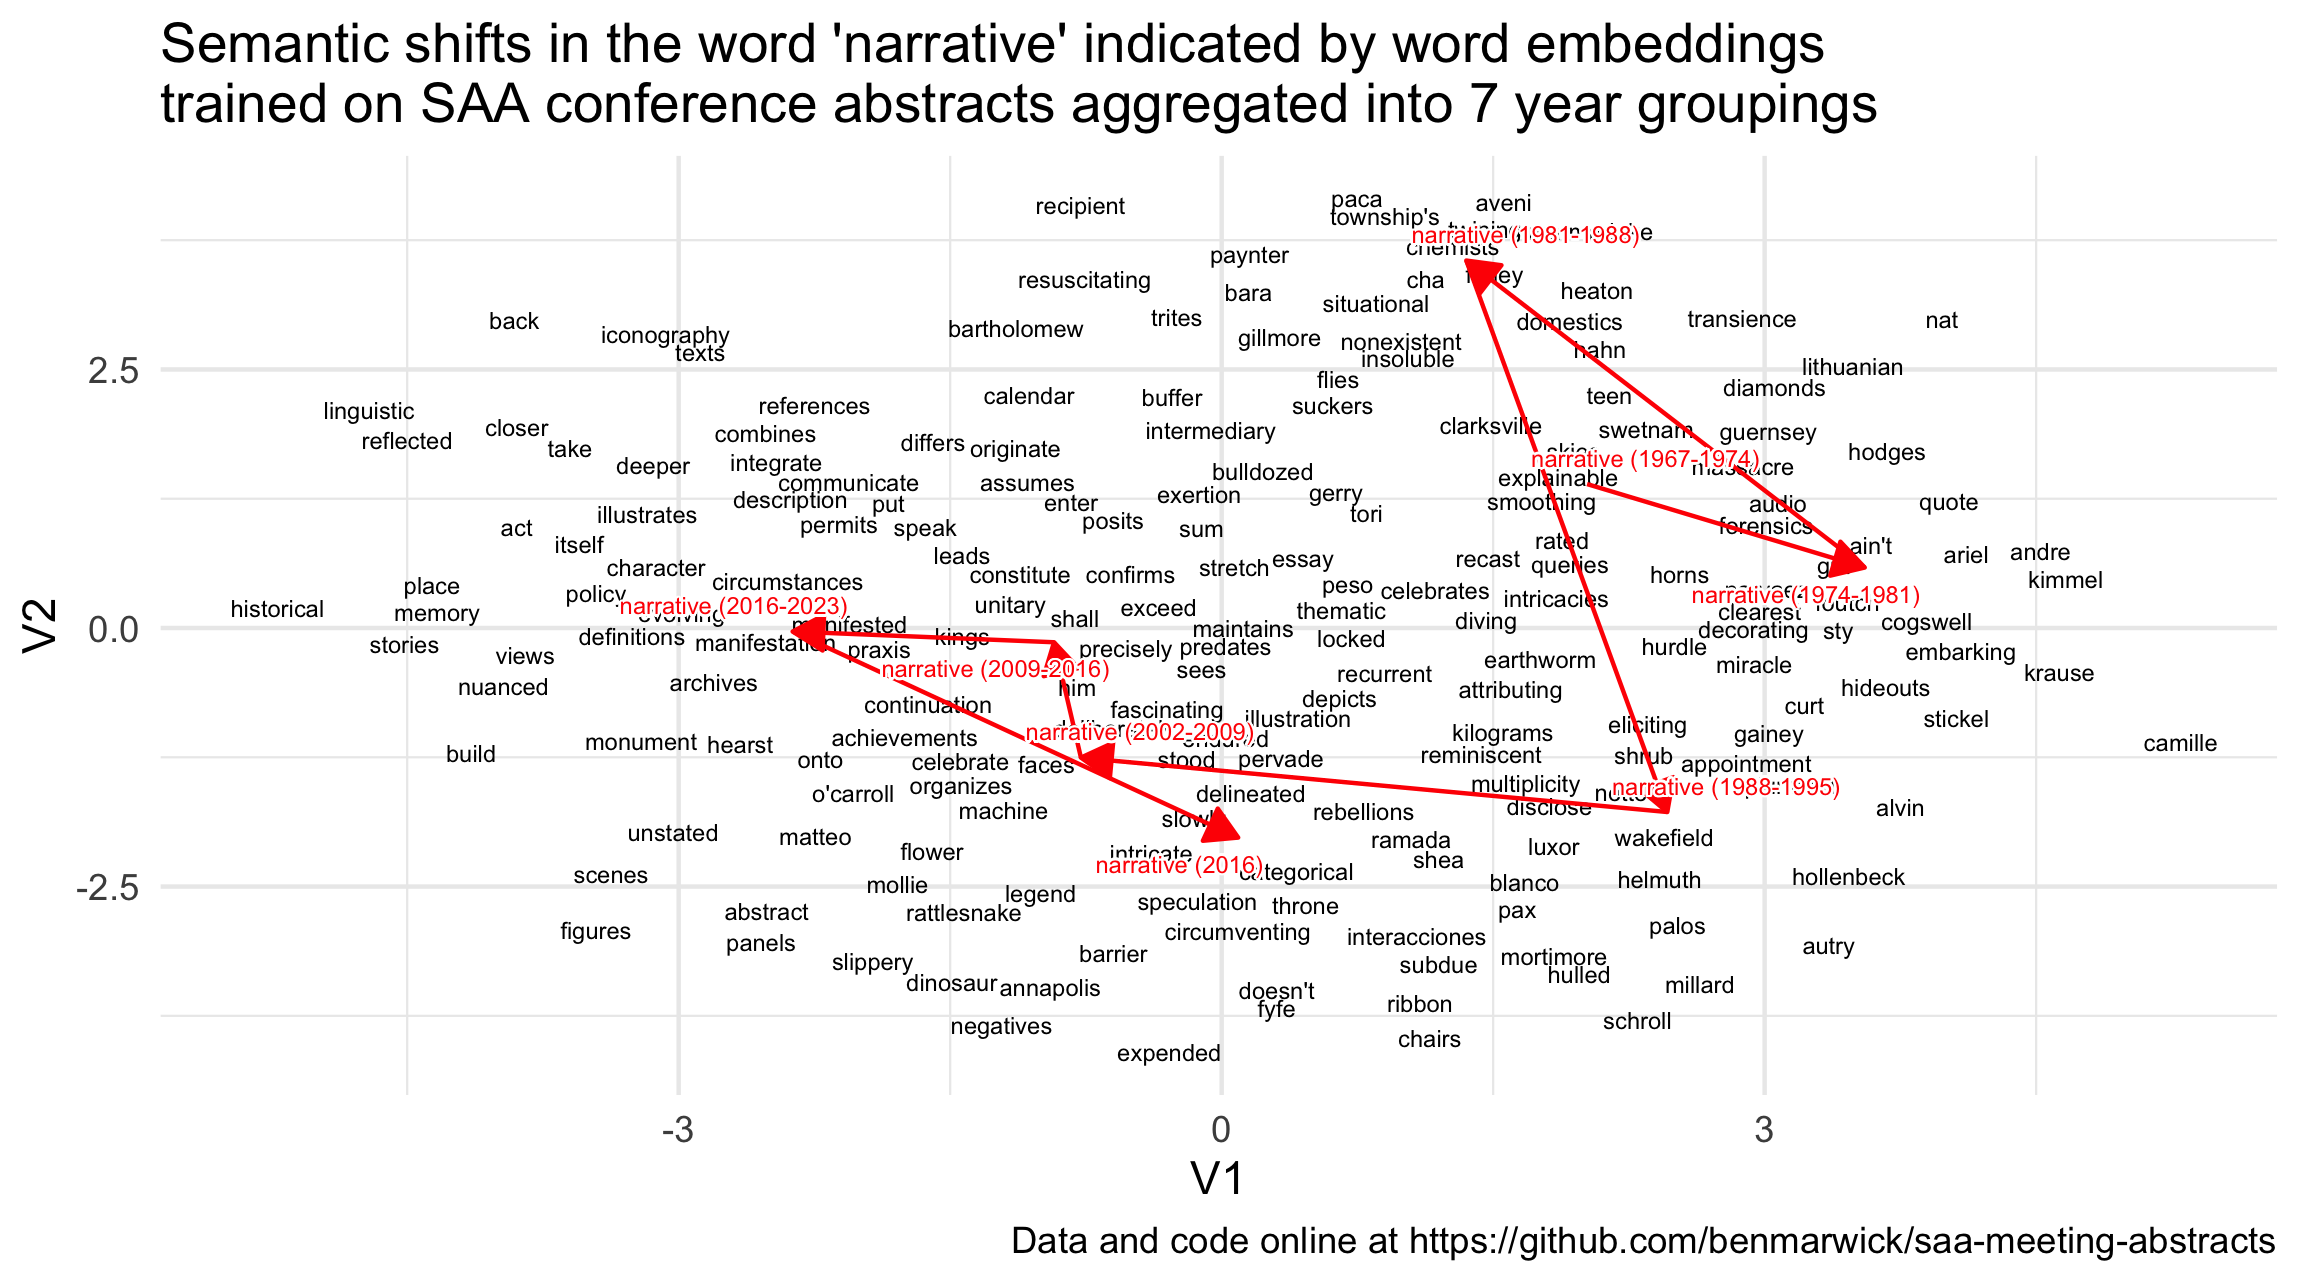 Semantic shifts in the word 'narrative' indicated by word embeddings
trained on SAA conference abstracts aggregated into 7 year groupings
recipient
paca
aveni
township's
narrative (1981-1988)
chemists
paynter
resuscitating
bara
cha
heaton
situational
back
bartholomew
trites
domestics
transience
nat
iconography
texts
gillmore
nonexistent
insoluble
hahn
2.5
lithuanian
flies
diamonds
calendar
buffer
suckers
teen
linguistic
references
reflected
closer
combines
differs
intermediary
clarksville
swetnam
guernsey
take
originate
hodges
deeper
integrate
bulldozed
narrative (1967-1974)
massacre
communicate
assumes
explainable
description
put
enter
exertion
gerry
smoothing
audio
quote
illustrates
permits
speak
posits
sum
tori
forensics
act
itself
leads
essay
recast
rated
ain't
ariel
andre
character
constitute
confirms
stretch
queries
horns
kimmel
place
circumstances
peso
celebrates
policy
narrative (2016-2023)
intricacies
narrative (1974-1981)
historical
memory
evolving
unitary
shall
exceed
thematic
diving
clearest
cogswell
V2
0.0
manifested
maintains
decorating
sty
stories
definitions
manifestation
praxis
kings
precisely
predates
locked
hurdle
embarking
views
narrative (2009-2016)
sees
earthworm
miracle
nuanced
archives
him
recurrent
attributing
hideouts
krause
continuation
fascinating
depicts
illustration
curt
stickel
build
monument
hearst
achievements
narrative (2002-2009)
endured
kilograms
eliciting
gainey
camille
onto
celebrate
faces
stood
pervade
reminiscent
shrub
appointment
o'carroll
organizes
delineated
multiplicity
narrative (1988-1995)
machine
rebellions
disclose
alvin
unstated
matteo
ramada
wakefield
flower
intricate
narrative (2016)
categorical
shea
luxor
scenes
mollie
legend
blanco
helmuth
hollenbeck
-2.5
abstract
rattlesnake
speculation
throne
pax
palos
figures
panels
circumventing
interacciones
autry
slippery
barrier
subdue
mortimore
hulled
dinosaur
annapolis
doesn't
millard
fyfe
ribbon
negatives
schroll
chairs
expended
-3
0
3
V1
Data and code online at https://github.com/benmarwick/saa-meeting-abstracts